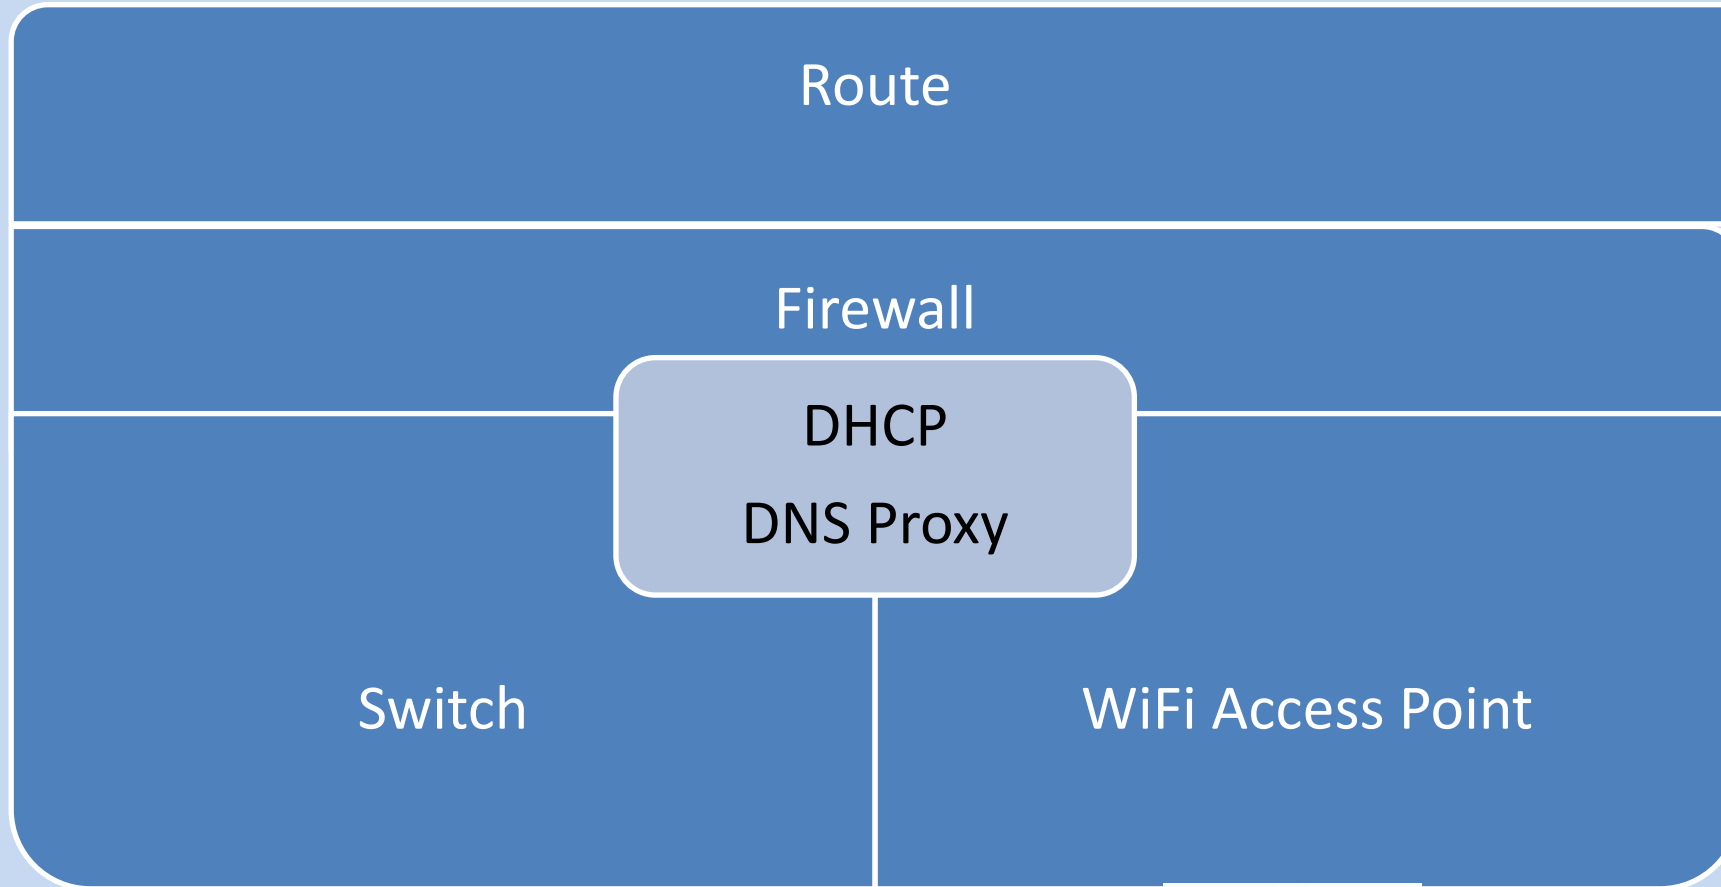 Route
Firewall
DHCP
DNS Proxy
Switch
WiFi Access Point